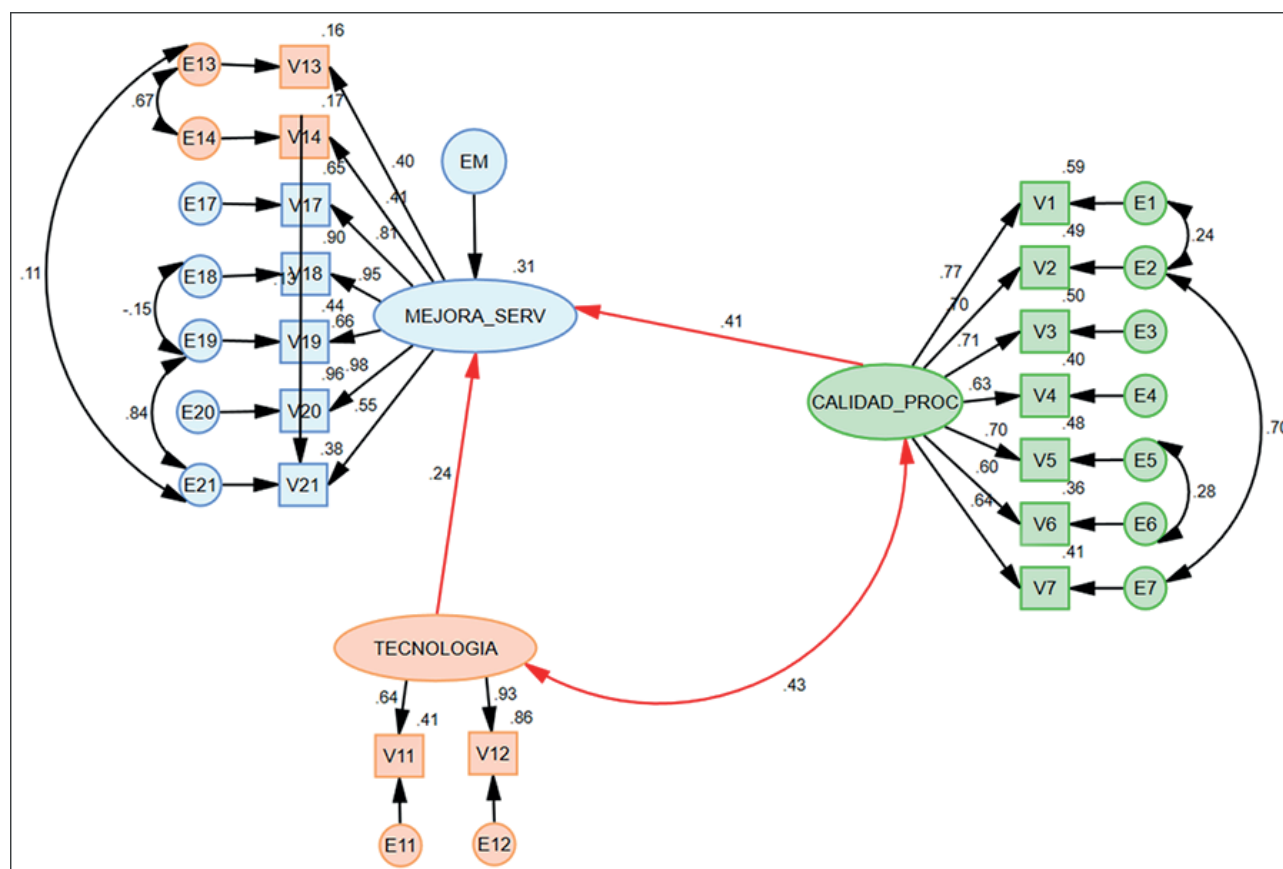 .16
E13
V13
.67
.17
E14
V14
.40
.65
EM
E17
V17
.41
.81
.90
.11
E18
.13
V18
.95
.31
-.15
.44
MEJORA_SERV
E19
V19
.66
.41
.96
.98
.84
E20
V20
.55
.38
E21
V21
.24
.59
V1
E1
.24
.49
.77
V2
E2
.70
.50
.71
V3
E3
.40
CALIDAD_PROC
.63
V4
E4
.48
.70
.70
V5
E5
.60
.36
.28
.64
V6
E6
.41
V7
E7
TECNOLOGIA
.43
.64
.93
.41
.86
V11
V12
E11
E12